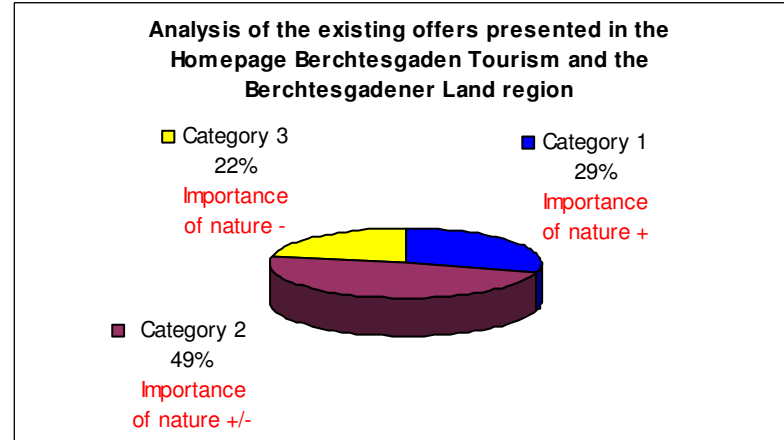 Analysis of the existing offers presented in the
Homepage Berchtesgaden Tourism and the
Berchtesgadener Land region
Category 3
22%
Importance
of nature -
Category 1
29%
Importance
of nature +
Category 2
49%
Importance
of nature +/-